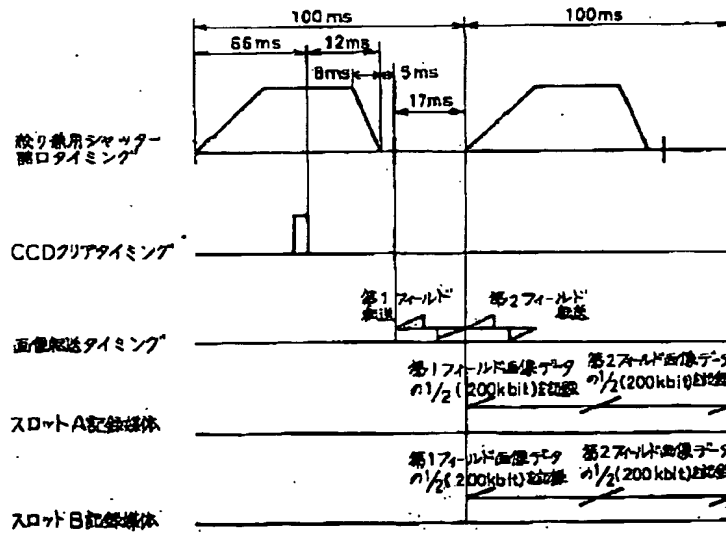 100ms
100ms
66ms
12ms
8ms
5ms
17ms
絞り兼用シャッター
開口タイミング
CCDクリアタイミング
第1フィールド
転送
第2フィールド
転送
画像転送タイミング
第1フィールド画像データ
の1/2(200kbit)を記録
第2フィールド画像データ
の1/2(200kbit)を記録
スロットA記録媒体
第1フィールド画像データ
の1/2(200kbit)を記録
第2フィールド画像データ
の1/2(200kbit)を記録
スロットB記録媒体